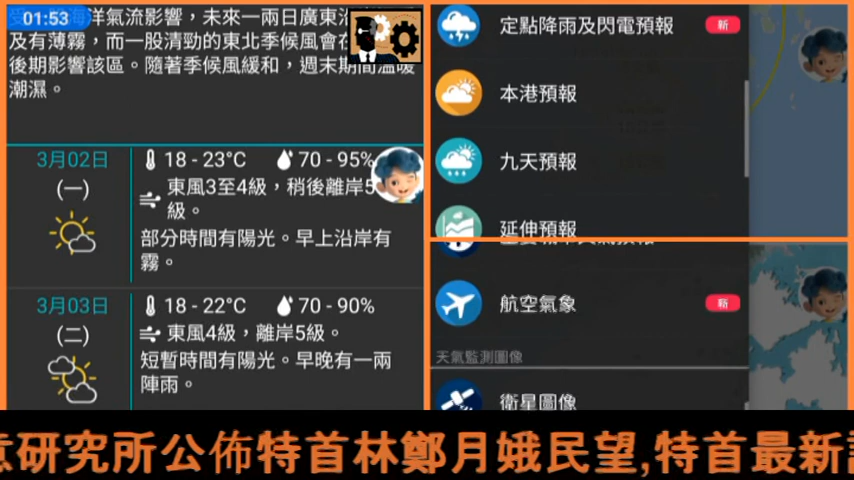 01:53
洋氣流影響，未來一兩日廣東沿
及有薄霧，而一股清勁的東北季候風會在
後期影響該區。隨著季候風緩和，週末期間溫暖
潮濕。
3月02日
(一)
18 - 23°C 70 - 95%
東風3至4級，稍後離岸5
級。
部分時間有陽光。早上沿岸有
霧。
3月03日
(二)
18 - 22°C 70 - 90%
東風4級，離岸5級。
短暫時間有陽光。早晚有一兩
陣雨。
定點降雨及閃電預報 新
本港預報
九天預報
延伸預報
航空氣象 新
天氣監測圖像
衛星圖像
研究所公佈特首林鄭月娥民望,特首最新